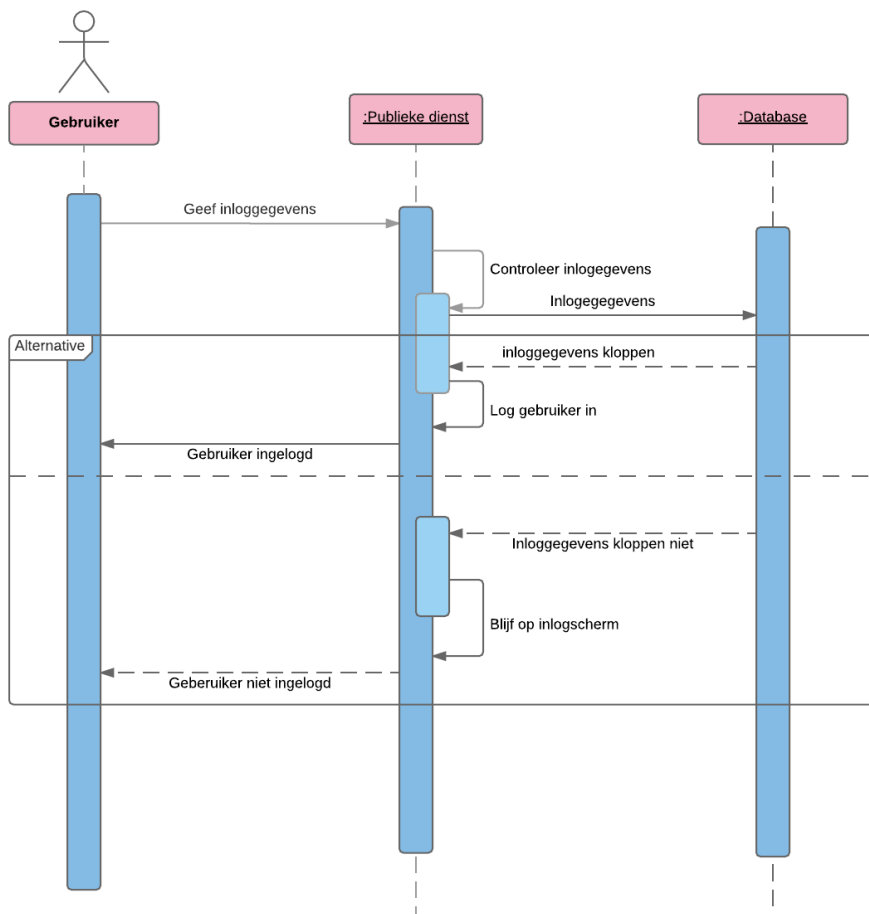 Gebruiker
:Publieke dienst
:Database
Geef inloggegevens
Controleer inlogegevens
Inlogegegevens
Alternative
inloggegevens kloppen
Log gebruiker in
Gebruiker ingelogd
Inloggegevens kloppen niet
Blijf op inlogscherm
Geberuiker niet ingelogd